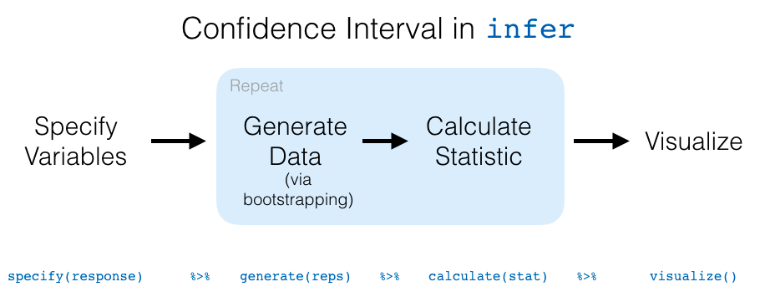 Confidence Interval in infer
Repeat
Specify
Variables
Generate
Data
(via
bootstrapping)
Calculate
Statistic
Visualize
specify(response) %>% generate(reps) %>% calculate(stat) %>% visualize()